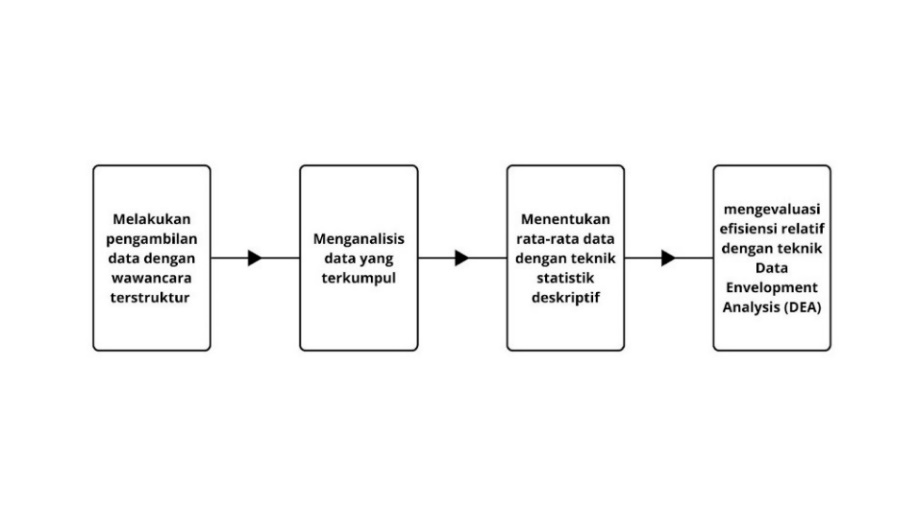 Melakukan
pengambilan
data dengan
wawancara
terstruktur
Menganalisis
data yang
terkumpul
Menentukan
rata-rata data
dengan teknik
statistik
deskriptif
mengevaluasi
efisiensi relatif
dengan teknik
Data
Envelopment
Analysis (DEA)